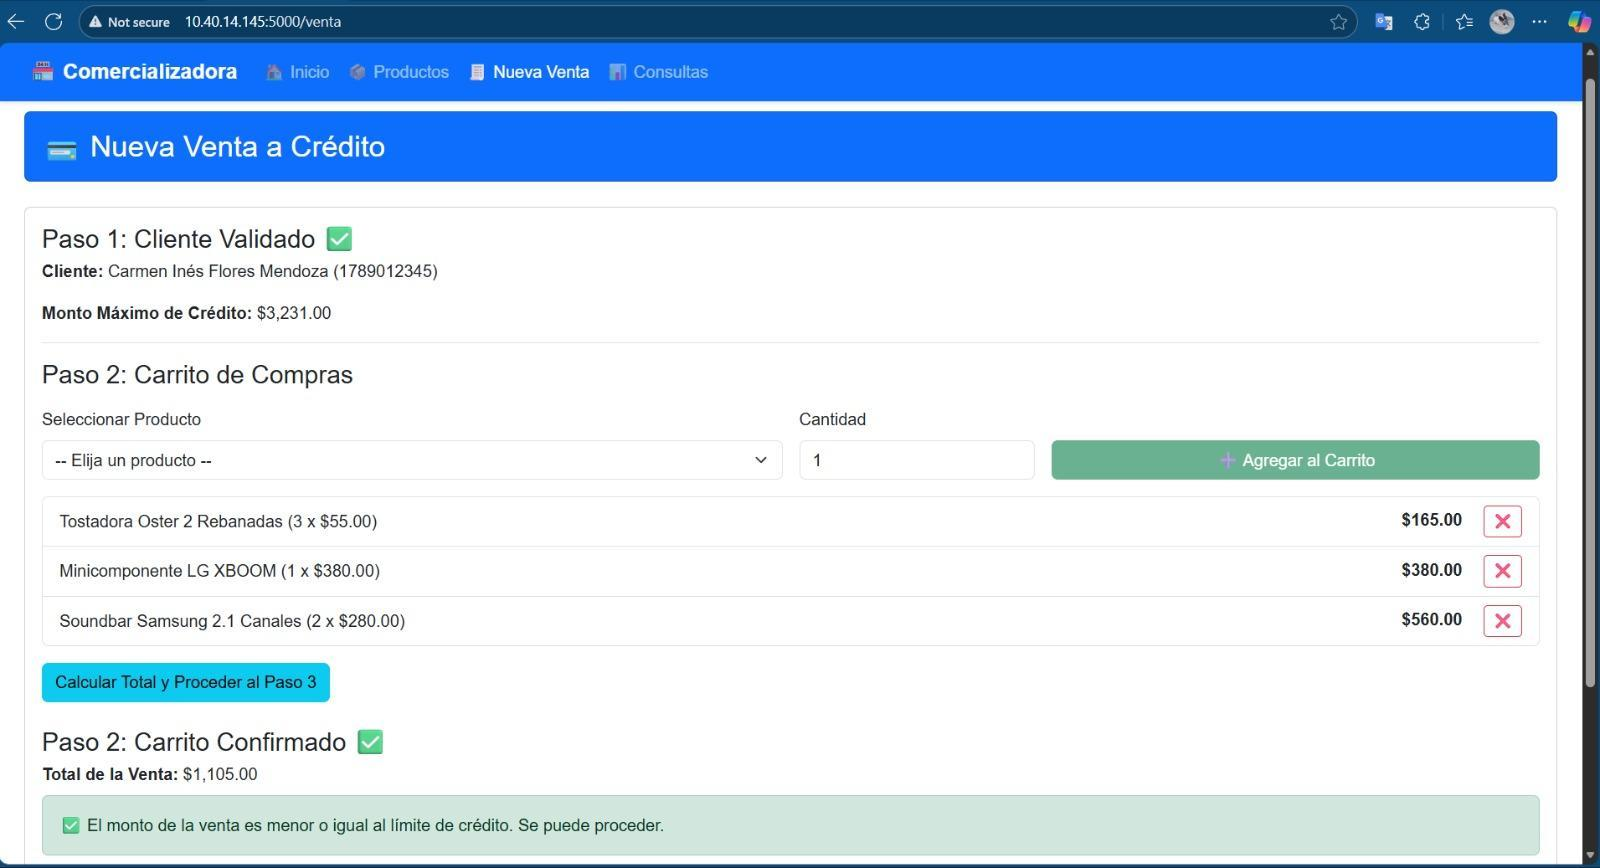 Not secure 10.40.14.145:5000/venta
Comercializadora Inicio Productos Nueva Venta Consultas
Nueva Venta a Crédito
Paso 1: Cliente Validado
Cliente: Carmen Inés Flores Mendoza (1789012345)
Monto Máximo de Crédito: $3,231.00
Paso 2: Carrito de Compras
Seleccionar Producto Cantidad
-- Elija un producto -- 1 Agregar al Carrito
Tostadora Oster 2 Rebanadas (3 x $55.00) $165.00
Minicomponente LG XBOOM (1 x $380.00) $380.00
Soundbar Samsung 2.1 Canales (2 x $280.00) $560.00
Calcular Total y Proceder al Paso 3
Paso 2: Carrito Confirmado
Total de la Venta: $1,105.00
El monto de la venta es menor o igual al límite de crédito. Se puede proceder.